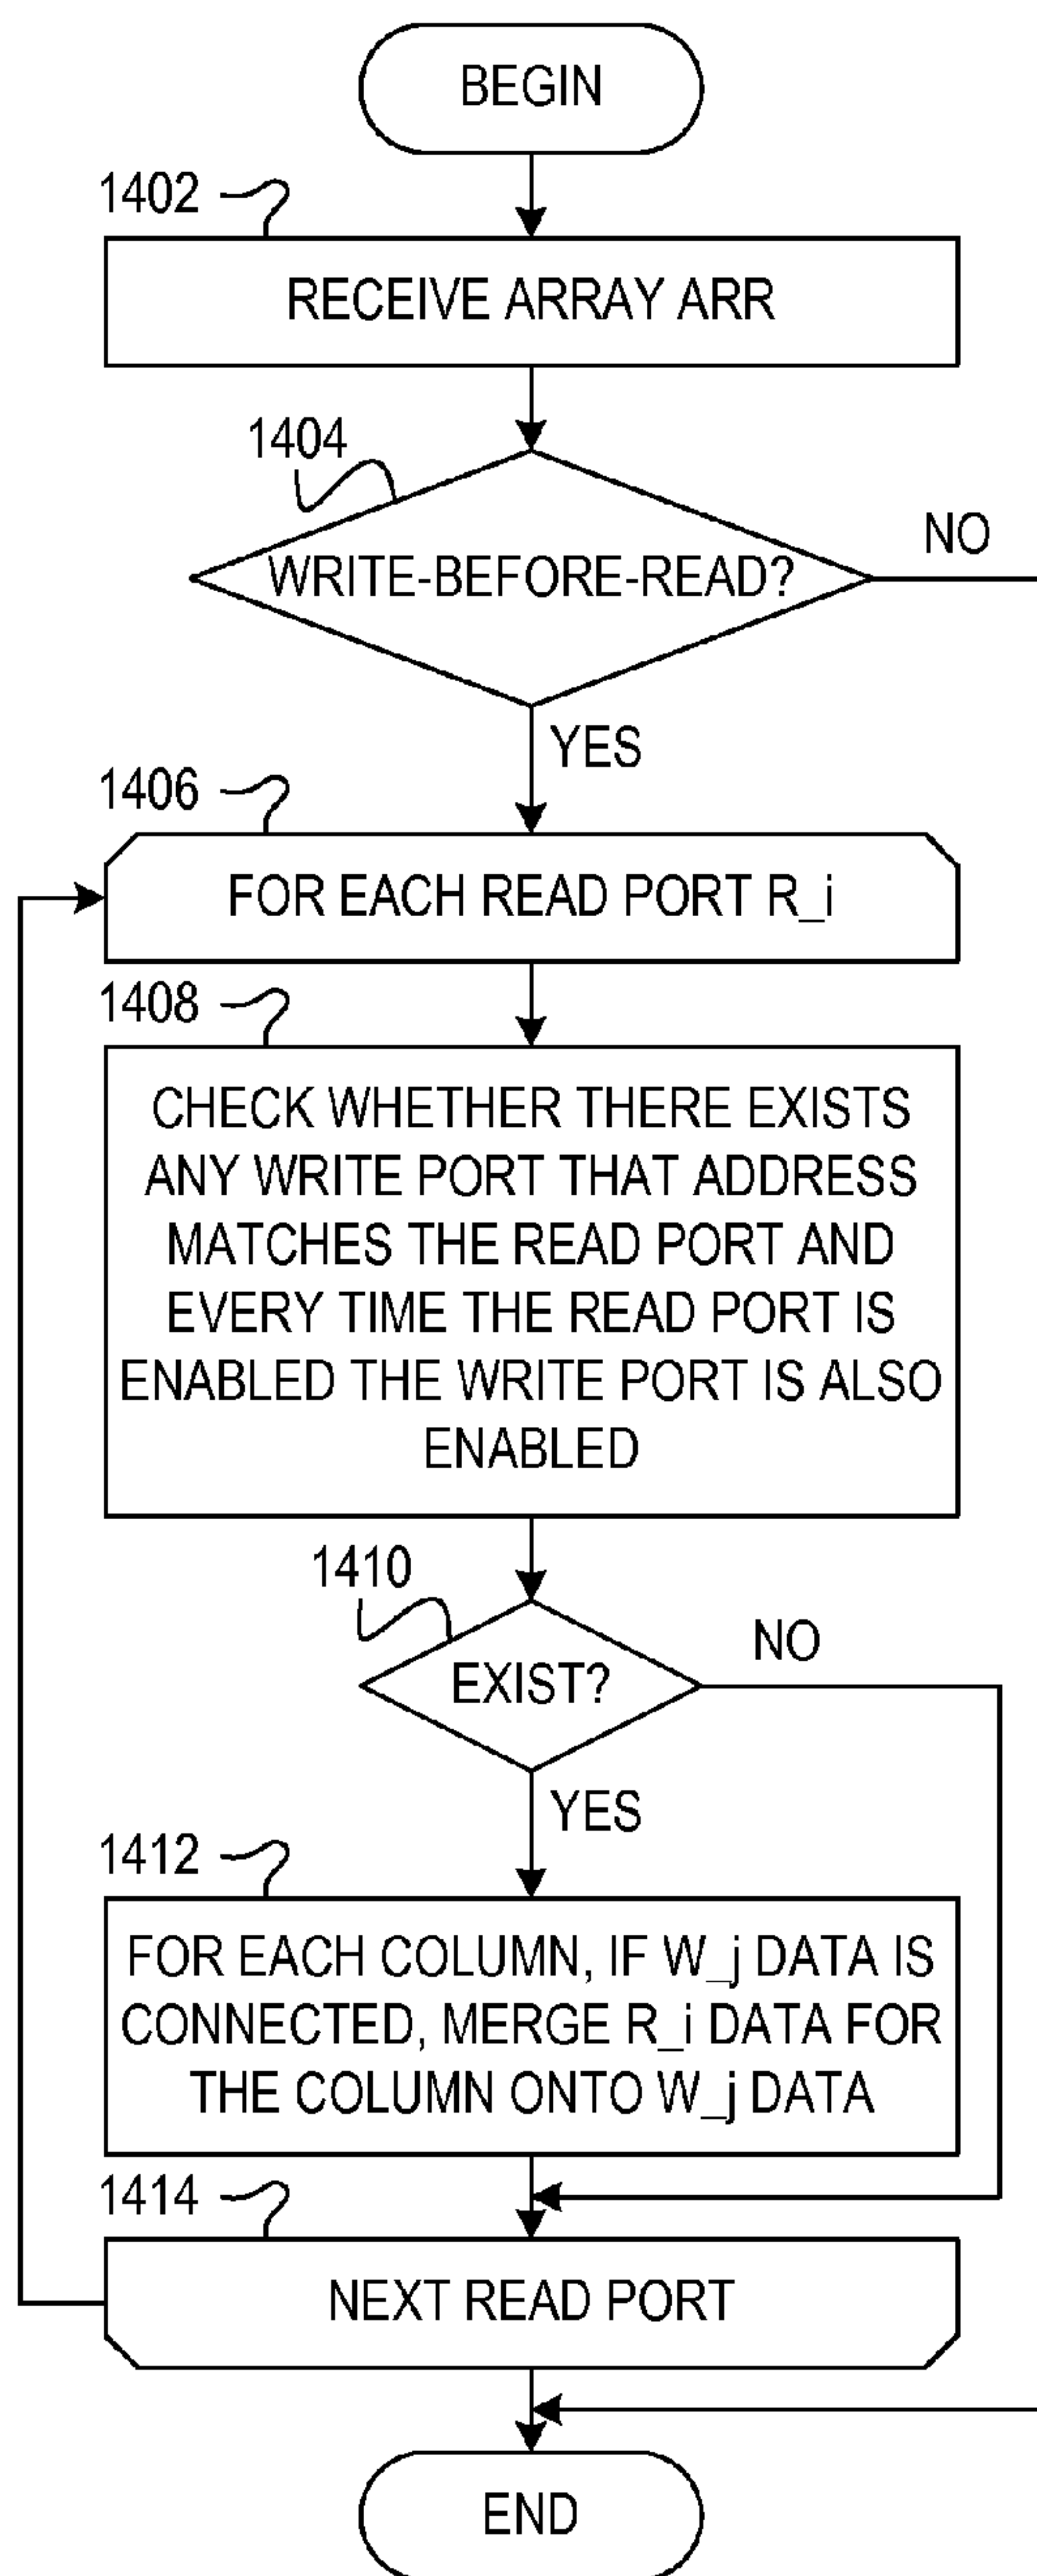 BEGIN
1402
RECEIVE ARRAY ARR
1404
WRITE-BEFORE-READ?
NO
YES
1406
FOR EACH READ PORT R_i
1408
CHECK WHETHER THERE EXISTS
ANY WRITE PORT THAT ADDRESS
MATCHES THE READ PORT AND
EVERY TIME THE READ PORT IS
ENABLED THE WRITE PORT IS ALSO
ENABLED
1410
EXIST?
NO
YES
1412
FOR EACH COLUMN, IF W_j DATA IS
CONNECTED, MERGE R_i DATA FOR
THE COLUMN ONTO W_j DATA
1414
NEXT READ PORT
END